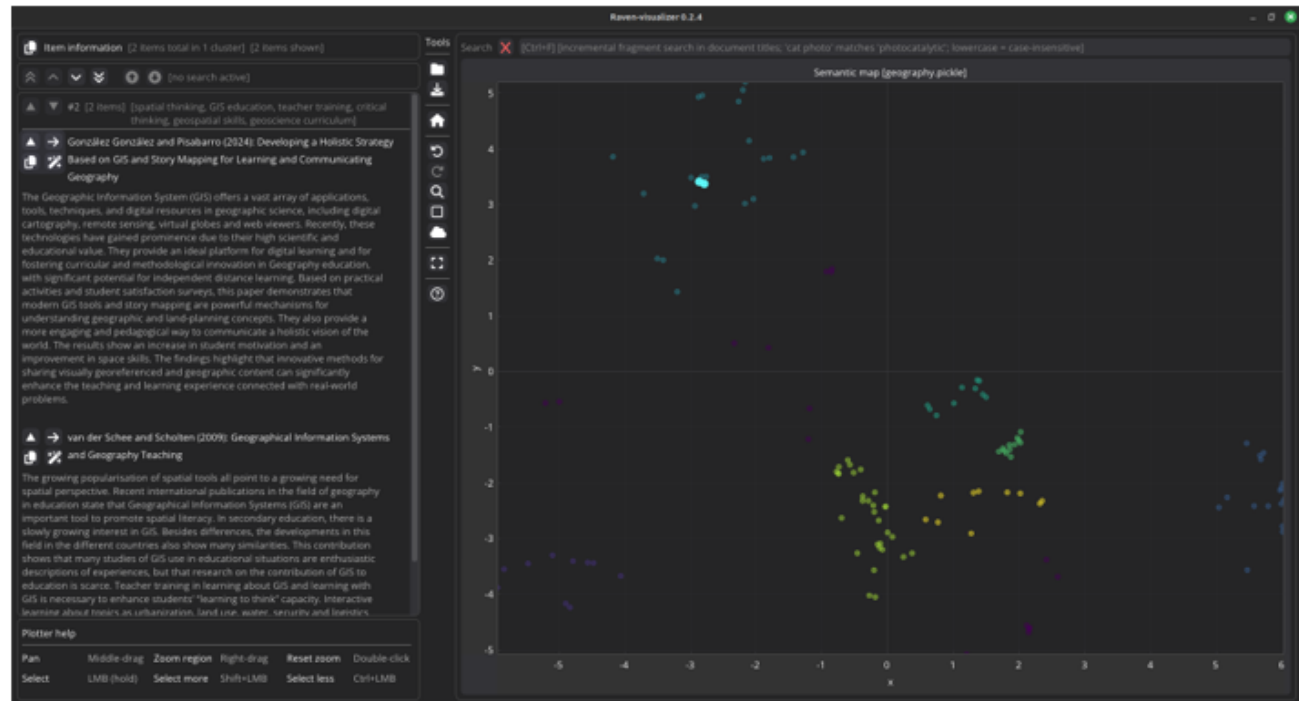 Raven-visualizer 0.2.4
Item information [2 items total in 1 cluster] [2 items shown]
[no search active]
#2 [2 items] [spatial thinking, GIS education, teacher training, critical
thinking, geospatial skills, geoscience curriculum]
González González and Pisabarro (2024): Developing a Holistic Strategy
Based on GIS and Story Mapping for Learning and Communicating
Geography
The Geographic Information System (GIS) offers a vast array of applications,
tools, techniques, and digital resources in geographic science, including digital
cartography, remote sensing, virtual globes and web viewers. Recently, these
technologies have gained prominence due to their high scientific and
educational value. They provide an ideal platform for digital learning and for
fostering curricular and methodological innovation in Geography education,
with significant potential for independent distance learning. Based on practical
activities and student satisfaction surveys, this paper demonstrates that
modern GIS tools and story mapping are powerful mechanisms for
understanding geographic and land-planning concepts. They also provide a
more engaging and pedagogical way to communicate a holistic vision of the
world. The results show an increase in student motivation and an
improvement in space skills. The findings highlight that innovative methods for
sharing visually georeferenced and geographic content can significantly
enhance the teaching and learning experience connected with real-world
problems.
van der Schee and Scholten (2009): Geographical Information Systems
and Geography Teaching
The growing popularisation of spatial tools all point to a growing need for
spatial perspective. Recent international publications in the field of geography
in education state that Geographical Information Systems (GIS) are an
important tool to promote spatial literacy. In secondary education, there is a
slowly growing interest in GIS. Besides differences, the developments in this
field in the different countries also show many similarities. This contribution
shows that many studies of GIS use in educational situations are enthusiastic
descriptions of experiences, but that research on the contribution of GIS to
education is scarce. Teacher training in learning about GIS and learning with
GIS is necessary to enhance students' "learning to think" capacity. Interactive
learning about topics as urbanization, land use, water, security and logistics
Plotter help
Pan Middle-drag Zoom region Right-drag Reset zoom Double-click
Select LMB (hold) Select more Shift+LMB Select less Ctrl+LMB
Tools
Search [Ctrl+F] [incremental fragment search in document titles; 'cat photo' matches 'photocatalytic'; lowercase = case-insensitive]
Semantic map [geography.pickle]
5
4
3
2
1
0
-1
-2
-3
-4
-5
y
-5 -4 -3 -2 -1 0 1 2 3 4 5 6
x